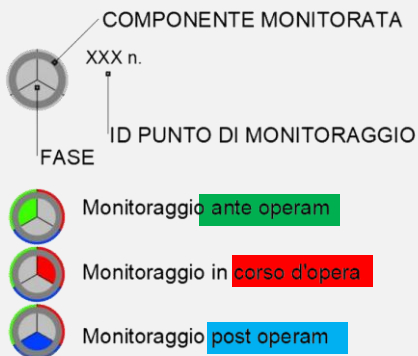 COMPONENTE MONITORATA
XXX n.
ID PUNTO DI MONITORAGGIO
FASE
Monitoraggio ante operam
Monitoraggio in corso d'opera
Monitoraggio post operam